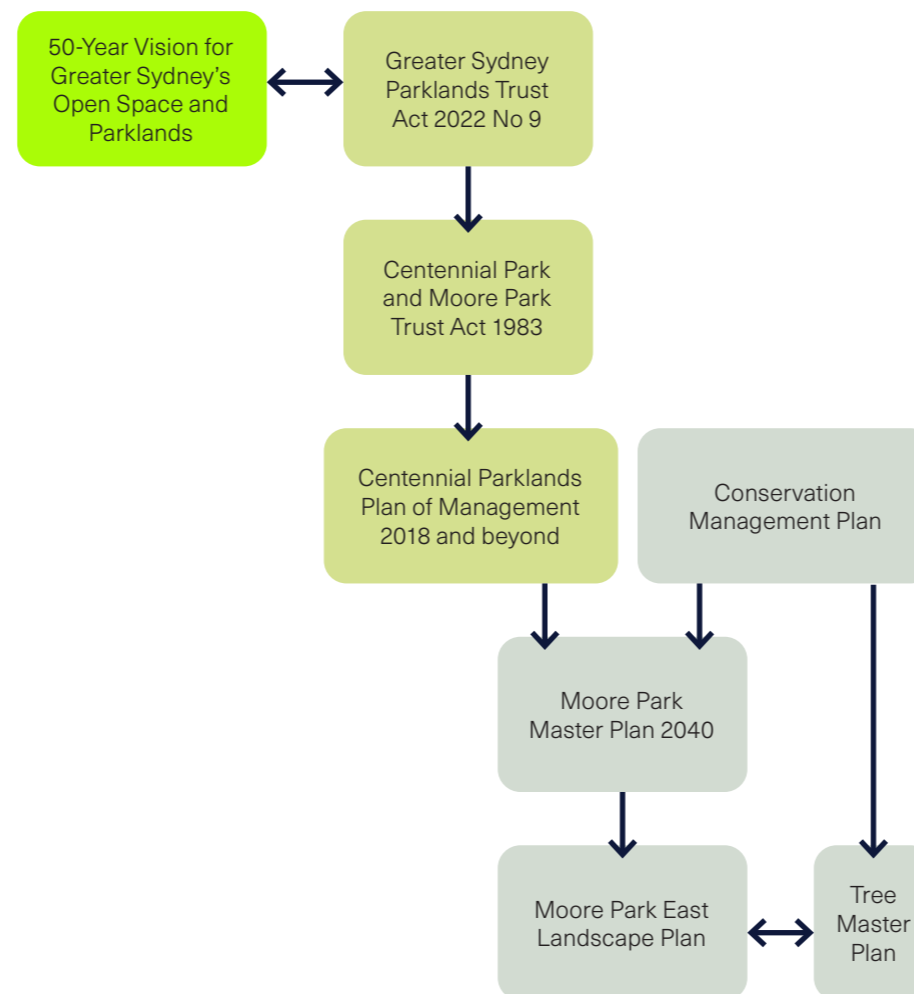 50-Year Vision for
Greater Sydney’s
Open Space and
Parklands
Greater Sydney
Parklands Trust
Act 2022 No 9
Centennial Park
and Moore Park
Trust Act 1983
Centennial Parklands
Plan of Management
2018 and beyond
Conservation
Management Plan
Moore Park
Master Plan 2040
Moore Park East
Landscape Plan
Tree
Master
Plan